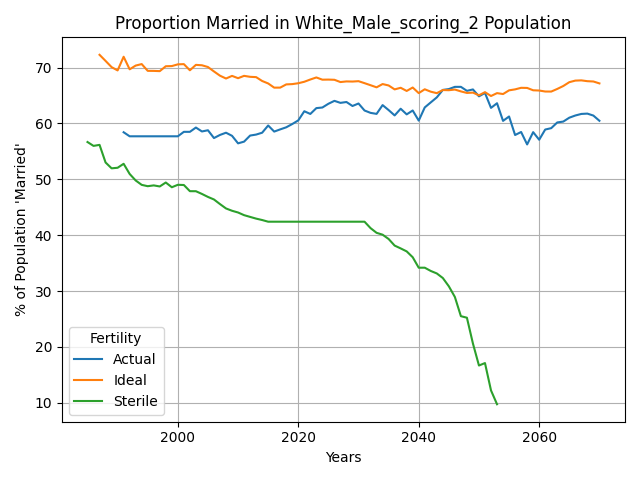 Proportion Married in White_Male_scoring_2 Population
% of Population 'Married'
70
60
50
40
30
20
10
Fertility
Actual
Ideal
Sterile
2000
2020
2040
2060
Years